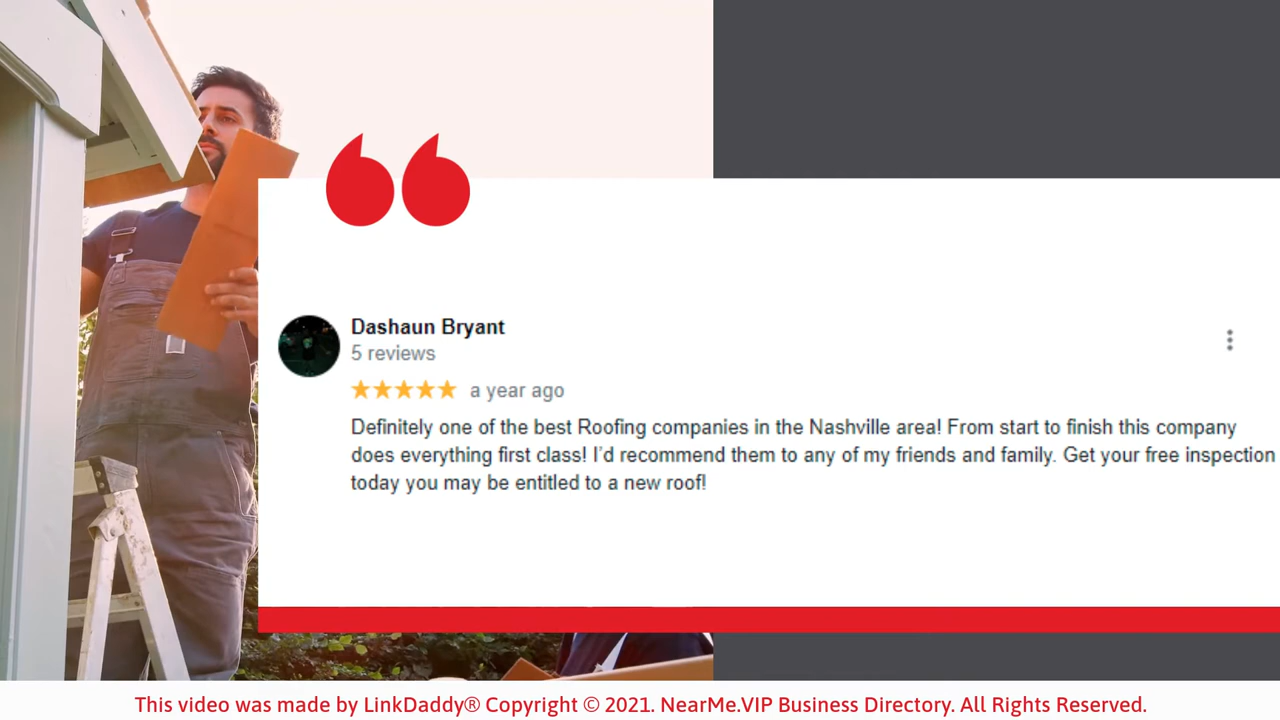 Dashaun Bryant
5 reviews
a year ago
Definitely one of the best Roofing companies in the Nashville area! From start to finish this company
does everything first class! I'd recommend them to any of my friends and family. Get your free inspection
today you may be entitled to a new roof!
This video was made by LinkDaddy® Copyright © 2021. NearMe.VIP Business Directory. All Rights Reserved.